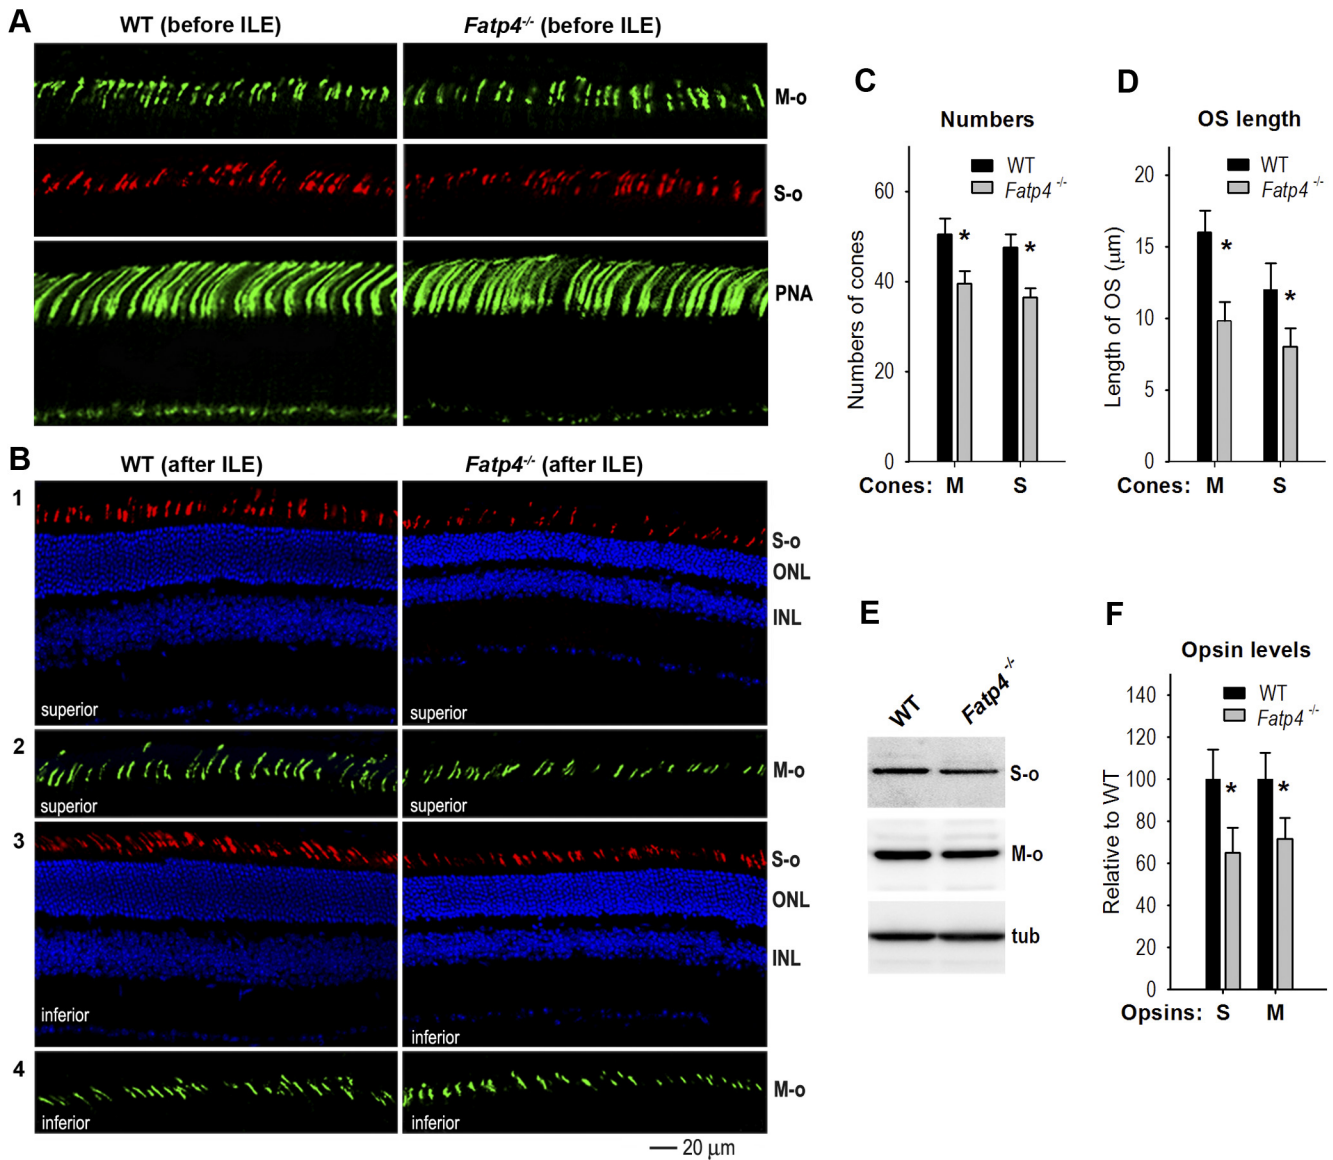 A
WT (before ILE)
Fatp4-/- (before ILE)
M-o
S-o
PNA
B
WT (after ILE)
Fatp4-/- (after ILE)
1
S-o
ONL
INL
superior
superior
2
M-o
superior
superior
3
S-o
ONL
INL
inferior
inferior
4
M-o
inferior
inferior
20 μm
C
Numbers
WT
Fatp4 -/-
Numbers of cones
60
40
20
0
* *
Cones: M S
D
OS length
WT
Fatp4 -/-
Length of OS (μm)
20
15
10
5
0
* *
Cones: M S
E
WT
Fatp4-/-
S-o
M-o
tub
F
Opsin levels
WT
Fatp4 -/-
Relative to WT
140
120
100
80
60
40
20
0
* *
Opsins: S M